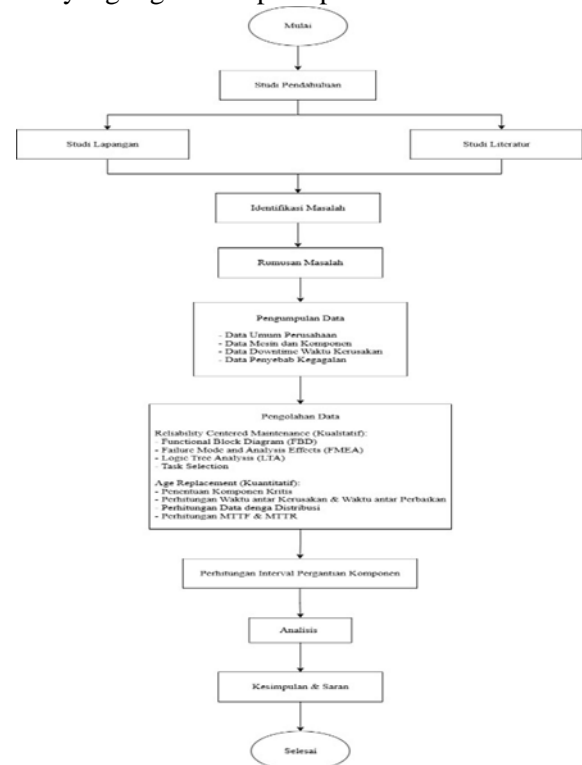 Mulai
Studi Pendahuluan
Studi Lapangan
Studi Literatur
Identifikasi Masalah
Rumusan Masalah
Pengumpulan Data
- Data Umum Perusahaan
- Data Mesin dan Komponen
- Data Downtime Waktu Kerusakan
- Data Penyebab Kegagalan
Pengolahan Data
Reliability Centered Maintenance (Kualitatif):
- Functional Block Diagram (FBD)
- Failure Mode and Analysis Effects (FMEA)
- Logic Tree Analysis (LTA)
- Task Selection
Age Replacement (Kuantitatif):
- Penentuan Komponen Kritis
- Perhitungan Waktu antar Kerusakan & Waktu antar Perbaikan
- Perhitungan Data denga Distribusi
- Perhitungan MTTF & MTTR
Perhitungan Interval Pergantian Komponen
Analisis
Kesimpulan & Saran
Selesai